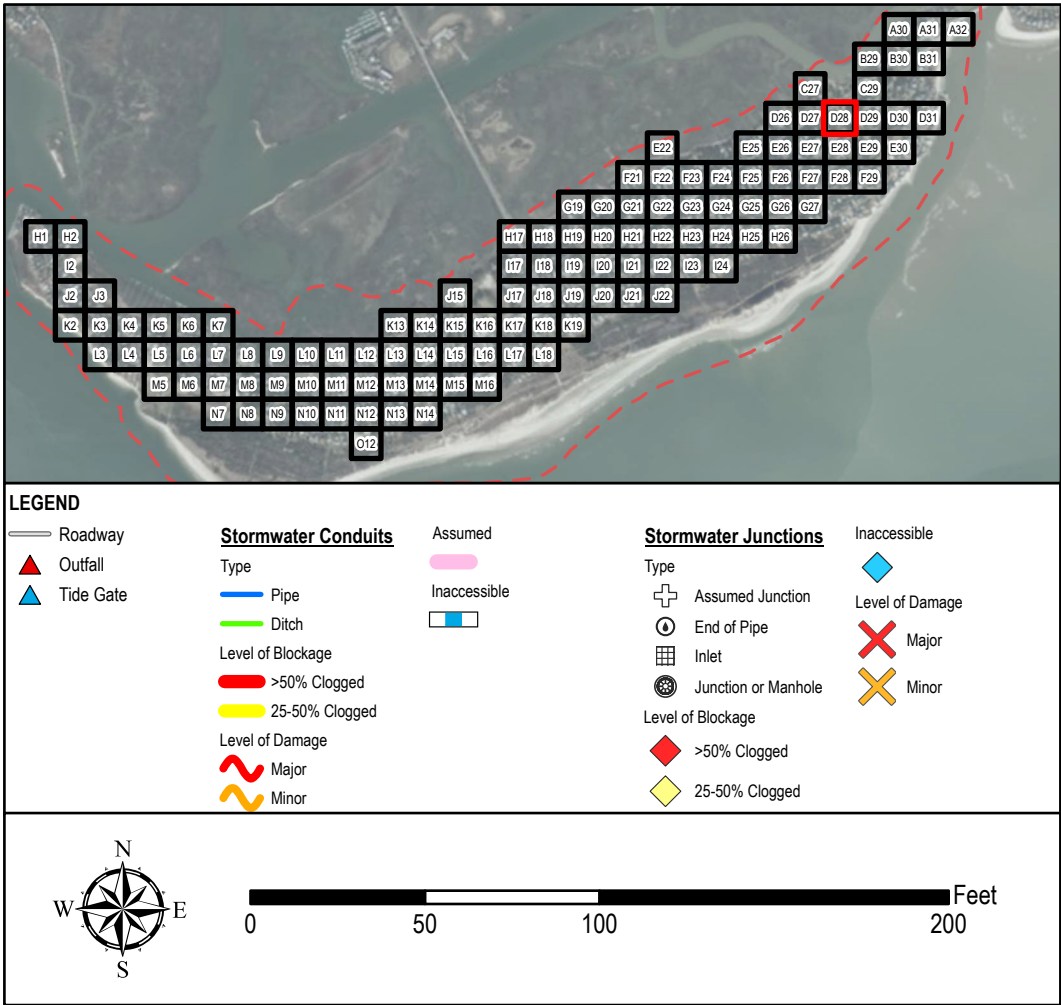 A30 A31 A32
B29 B30 B31
C27 C29
D26 D27 D28 D29 D30 D31
E22 E25 E26 E27 E28 E29 E30
F21 F22 F23 F24 F25 F26 F27 F28 F29
G19 G20 G21 G22 G23 G24 G25 G26 G27
H1 H2 H17 H18 H19 H20 H21 H22 H23 H24 H25 H26
I2 I17 I18 I19 I20 I21 I22 I23 I24
J2 J3 J15 J17 J18 J19 J20 J21 J22
K2 K3 K4 K5 K6 K7 K13 K14 K15 K16 K17 K18 K19
L3 L4 L5 L6 L7 L8 L9 L10 L11 L12 L13 L14 L15 L16 L17 L18
M5 M6 M7 M8 M9 M10 M11 M12 M13 M14 M15 M16
N7 N8 N9 N10 N11 N12 N13 N14
O12
LEGEND
Roadway
Outfall
Tide Gate
Stormwater Conduits
Type
Pipe
Ditch
Level of Blockage
>50% Clogged
25-50% Clogged
Level of Damage
Major
Minor
Assumed
Inaccessible
Stormwater Junctions
Type
Assumed Junction
End of Pipe
Inlet
Junction or Manhole
Level of Blockage
>50% Clogged
25-50% Clogged
Inaccessible
Level of Damage
Major
Minor
N
W E
S
Feet
0 50 100 200